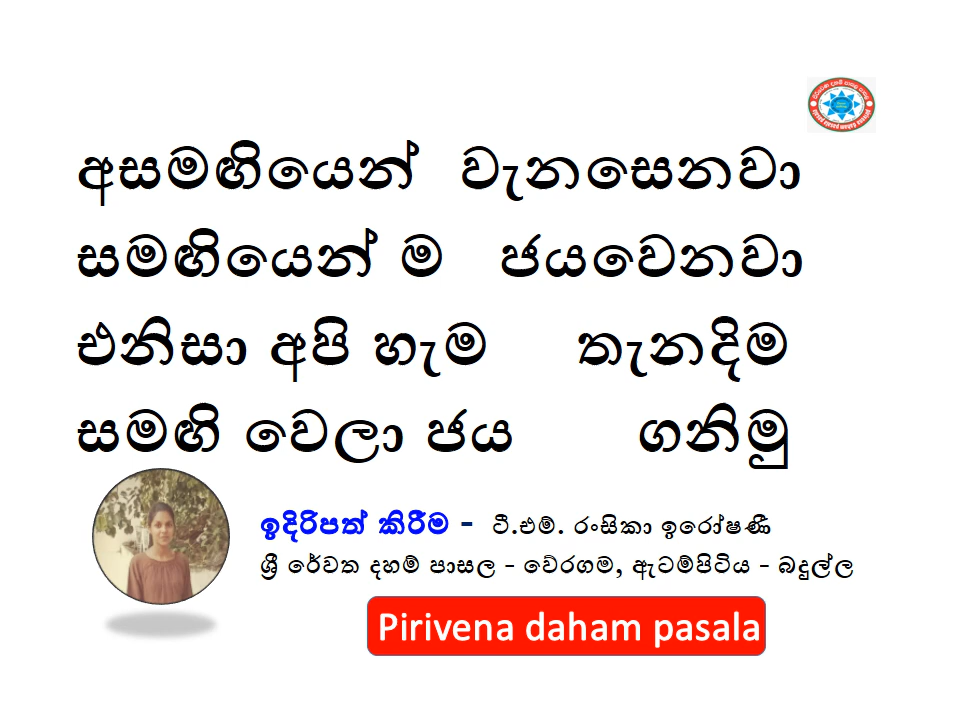 අසමඟියෙන් වැනසෙනවා
සමඟියෙන් ම ජයවෙනවා
එනිසා අපි හැම තැනදිම
සමඟි වෙලා ජය ගනිමු
ඉදිරිපත් කිරීම - ටී.එම්. රංසිකා ඉරෝෂණී
ශ්‍රී රේවත දහම් පාසල - වේරගම, ඇටම්පිටිය - බදුල්ල
Pirivena daham pasala